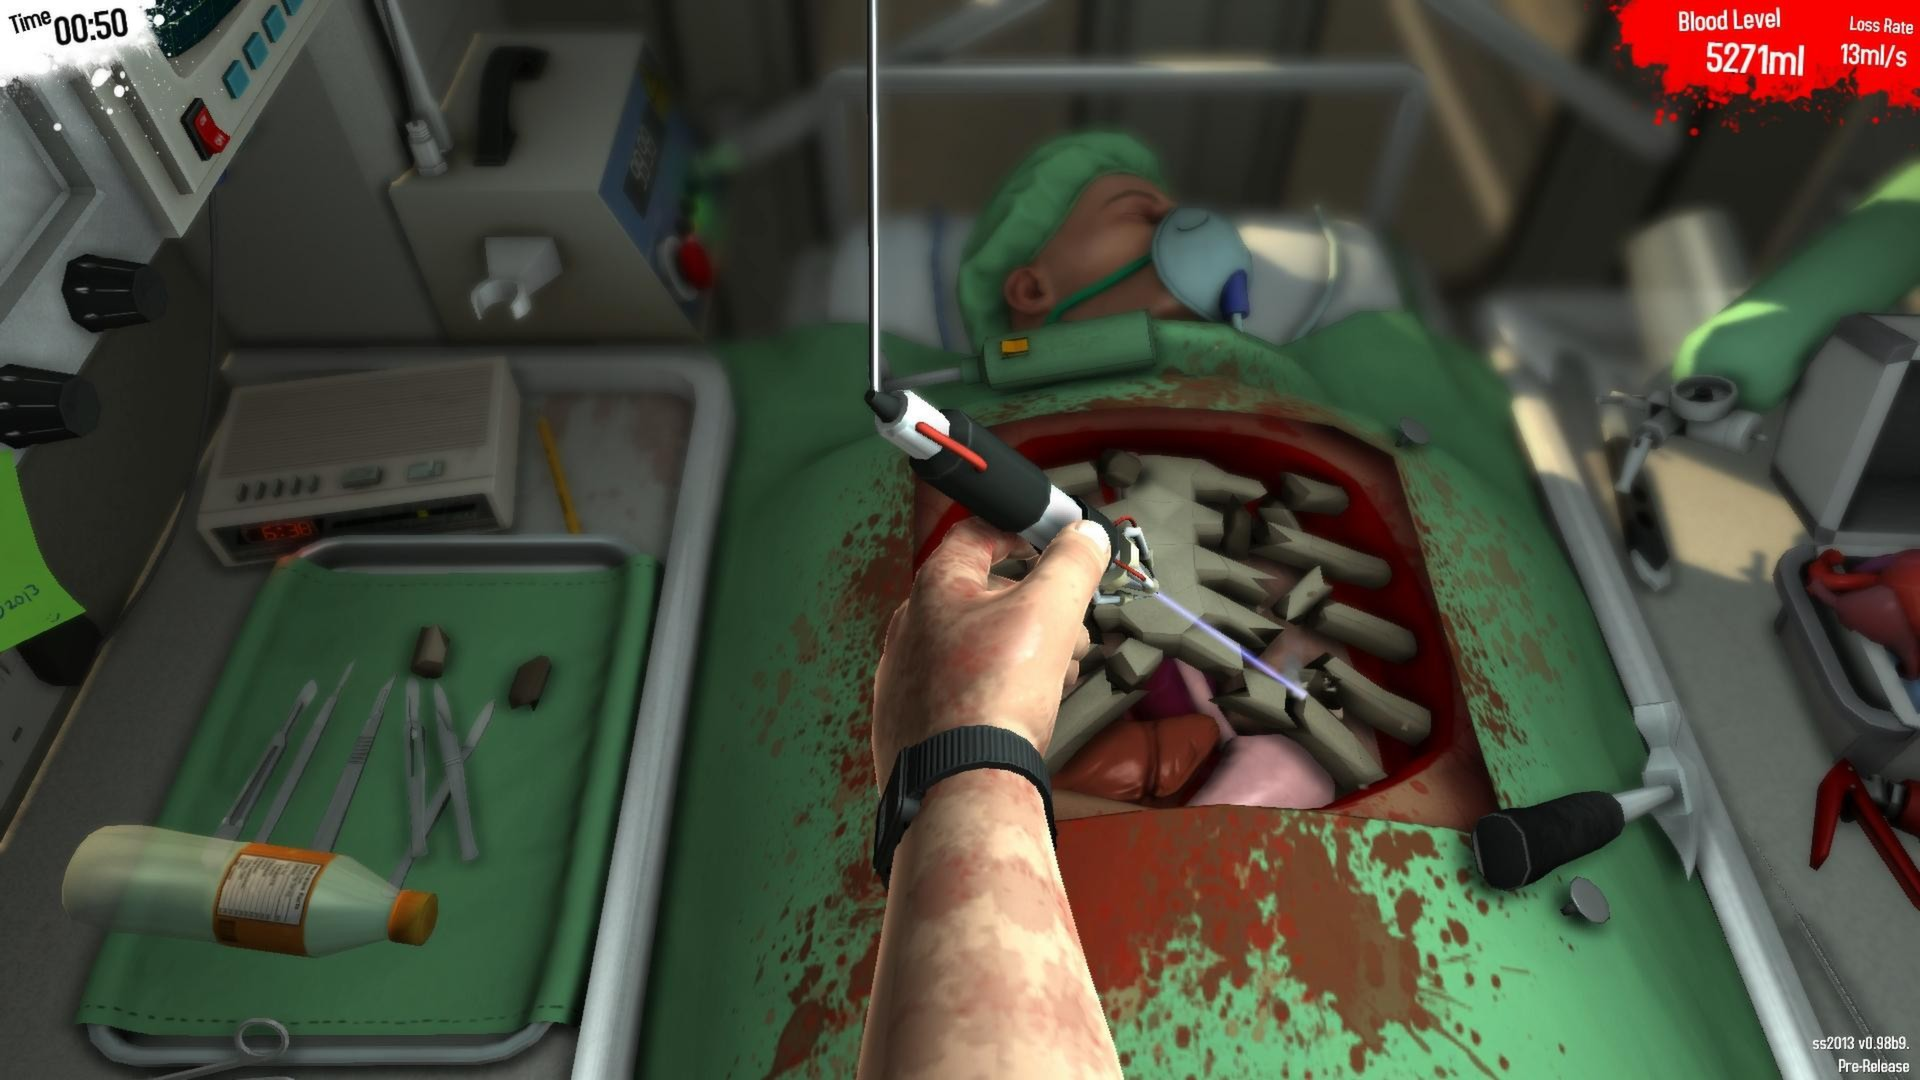 Time 00:50
Blood Level
5271ml
Loss Rate
13ml/s
6:38
2013
ss2013 v0.98b9.
Pre-Release